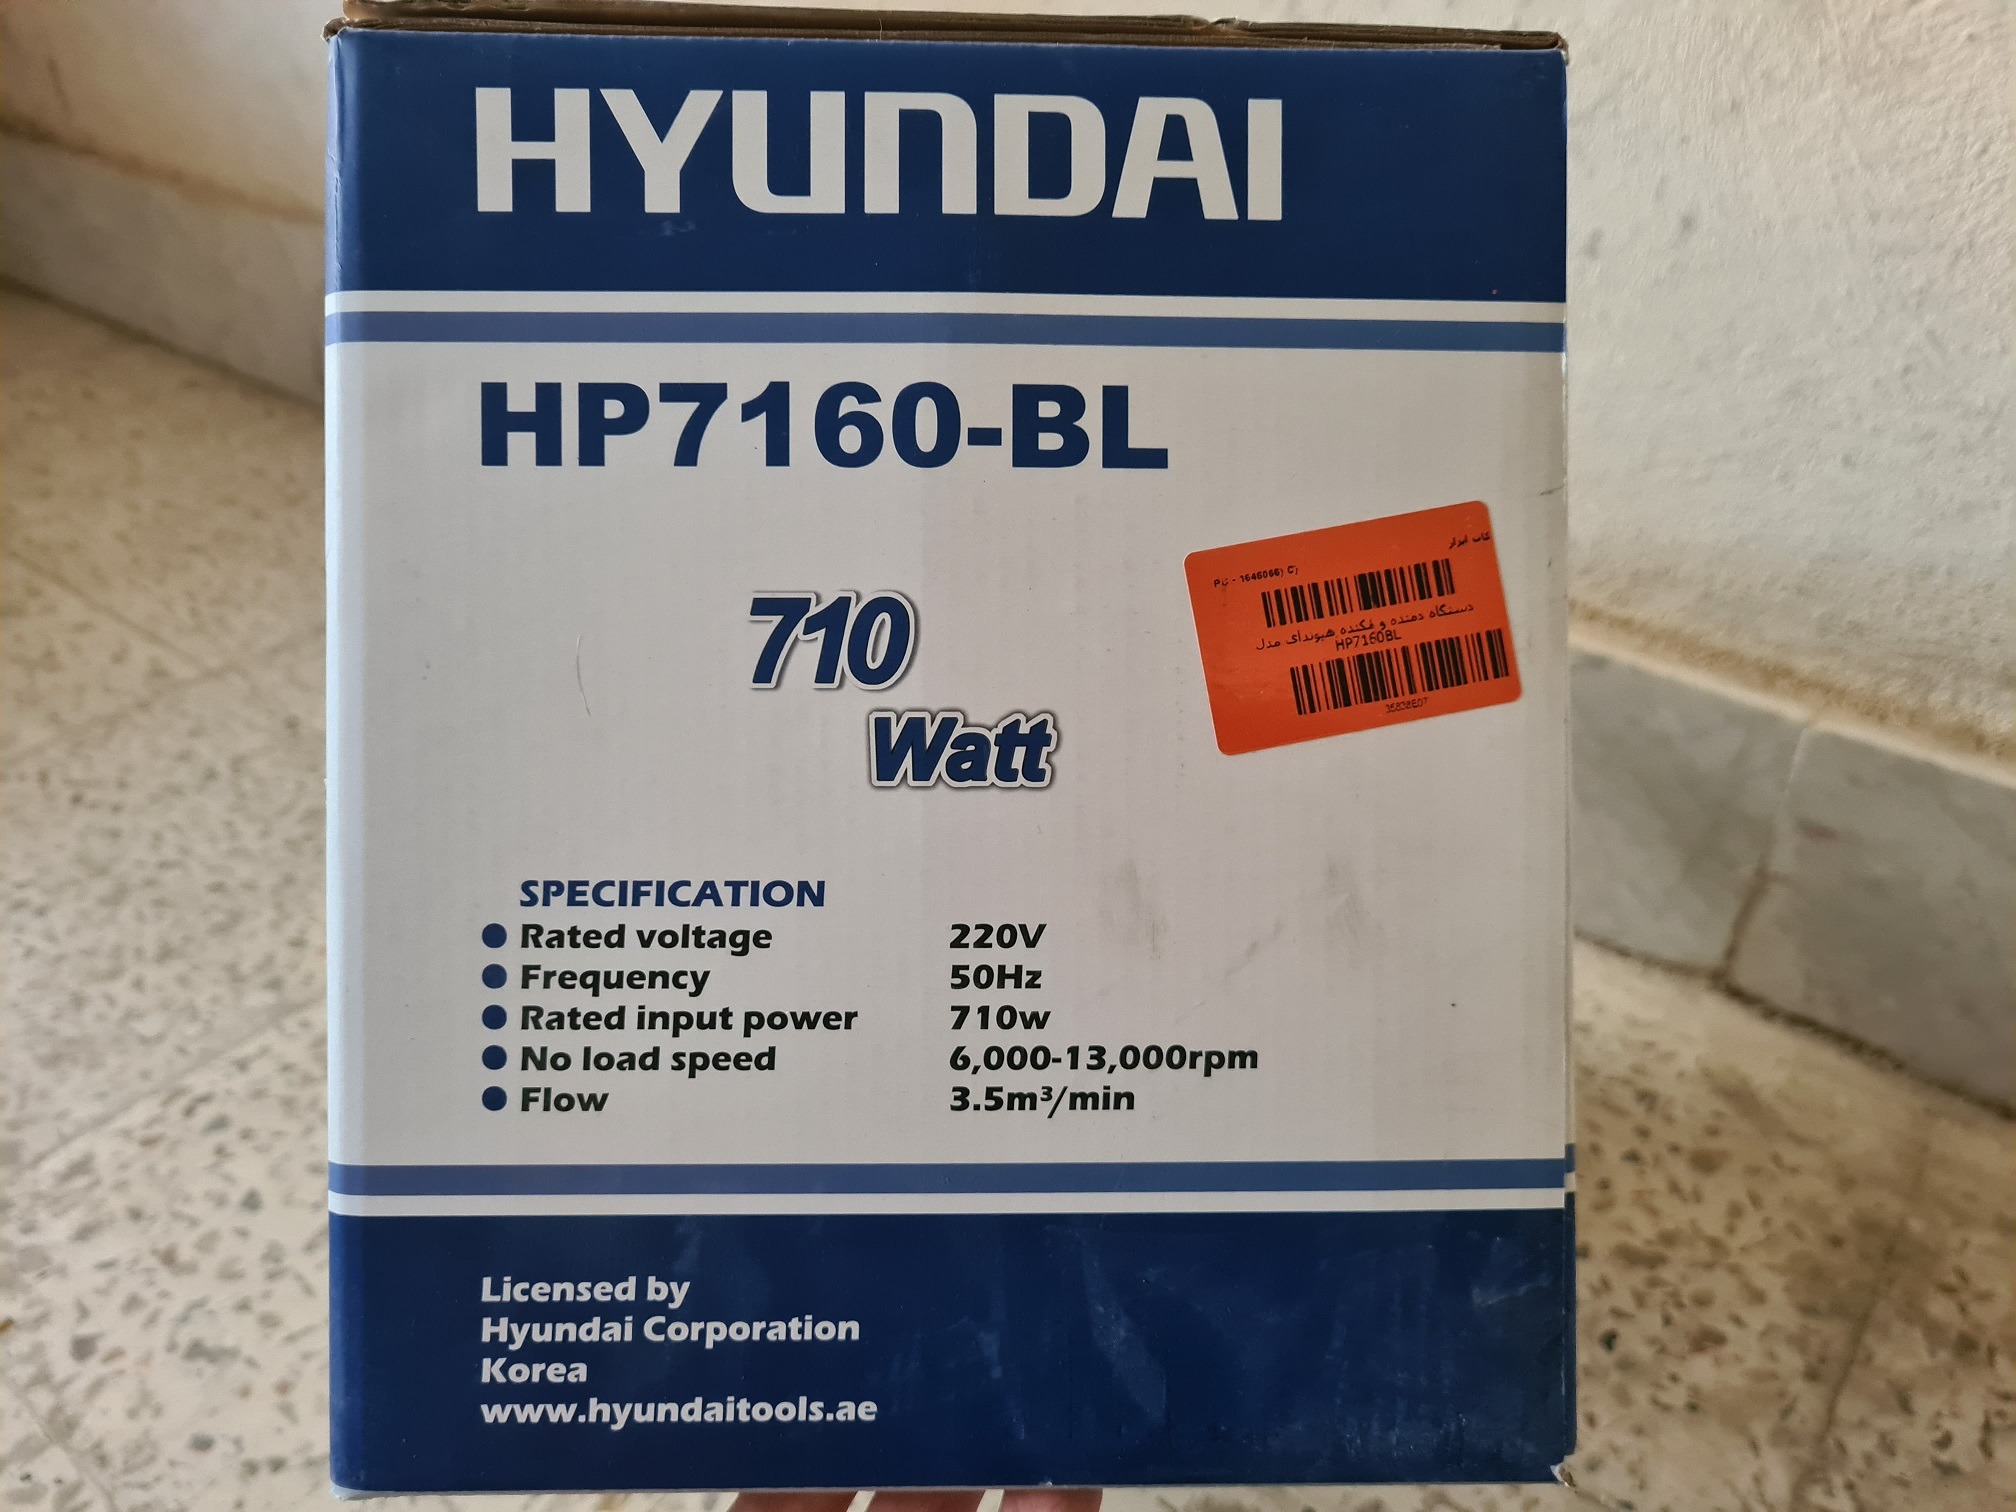 HYUNDAI
HP7160-BL
710
Watt
کاب ابزار
دستگاه دمنده و مکنده هیوندای مدل
HP7160BL
SPECIFICATION
Rated voltage 220V
Frequency 50Hz
Rated input power 710w
No load speed 6,000-13,000rpm
Flow 3.5m³/min
Licensed by
Hyundai Corporation
Korea
www.hyundaitools.ae